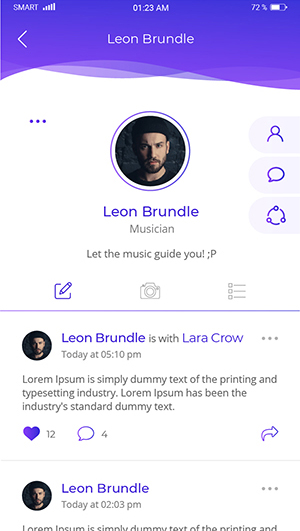 SMART 01:23 AM 72 %
Leon Brundle
Leon Brundle
Musician
Let the music guide you! ;P
Leon Brundle is with Lara Crow
Today at 05:10 pm
Lorem Ipsum is simply dummy text of the printing and
typesetting industry. Lorem Ipsum has been the
industry's standard dummy text.
12 4
Leon Brundle
Today at 02:03 pm
Lorem Ipsum is simply dummy text of the printing and